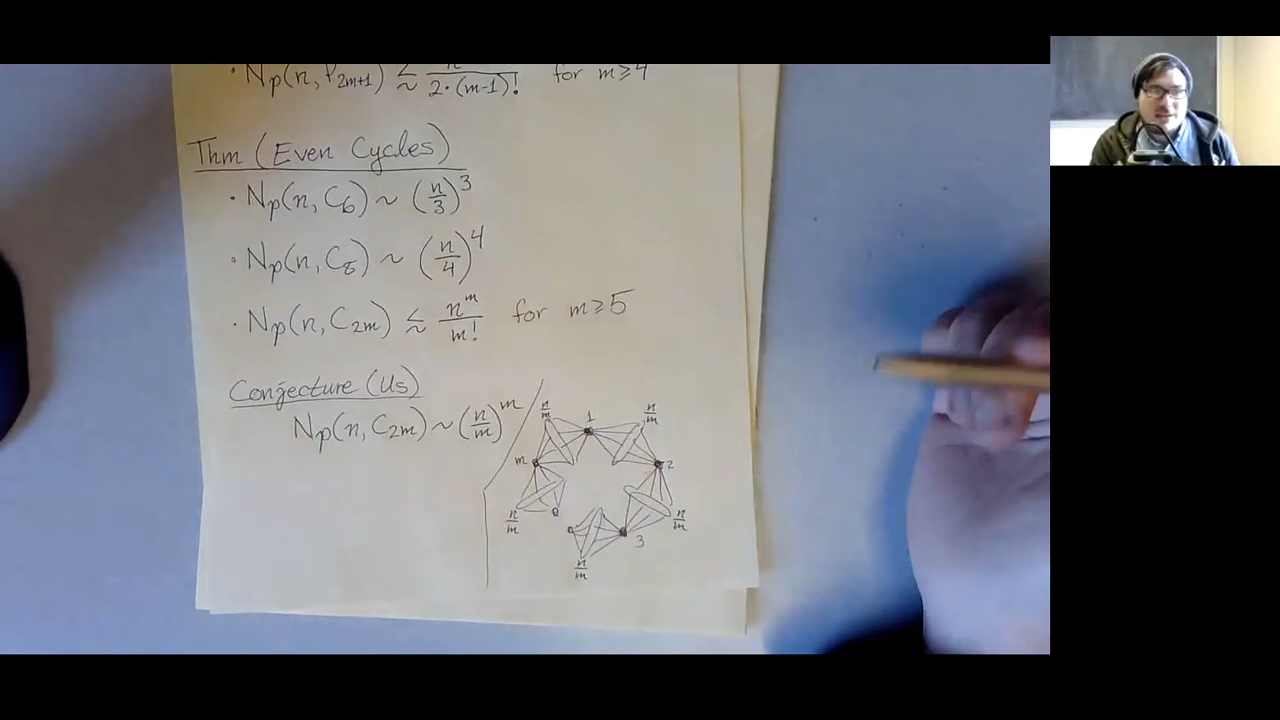 · Np(n, P₂ₘ₊₁) ≲ n / 2·(m-1)! for m ≥ 4
Thm (Even Cycles)
· Np(n, C₆) ~ (n/3)³
· Np(n, C₈) ~ (n/4)⁴
· Np(n, C₂ₘ) ≲ nᵐ/m! for m ≥ 5
Conjecture (Us)
Np(n, C₂ₘ) ~ (n/m)ᵐ
n/m 1 n/m
m 2
n/m n/m
3
n/m